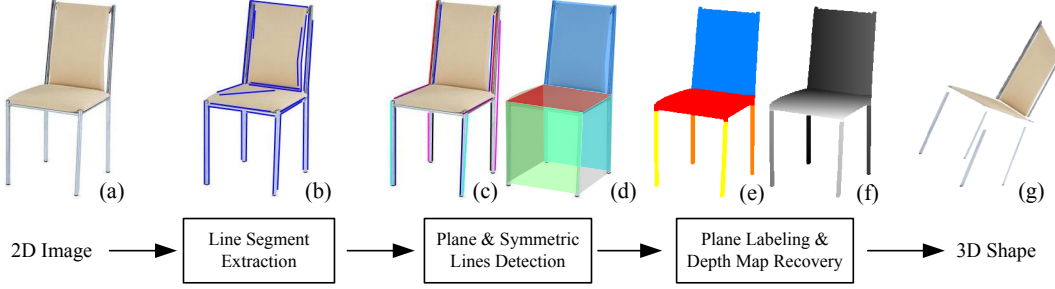 (a) (b) (c) (d) (e) (f) (g)
2D Image
Line Segment
Extraction
Plane & Symmetric
Lines Detection
Plane Labeling &
Depth Map Recovery
3D Shape